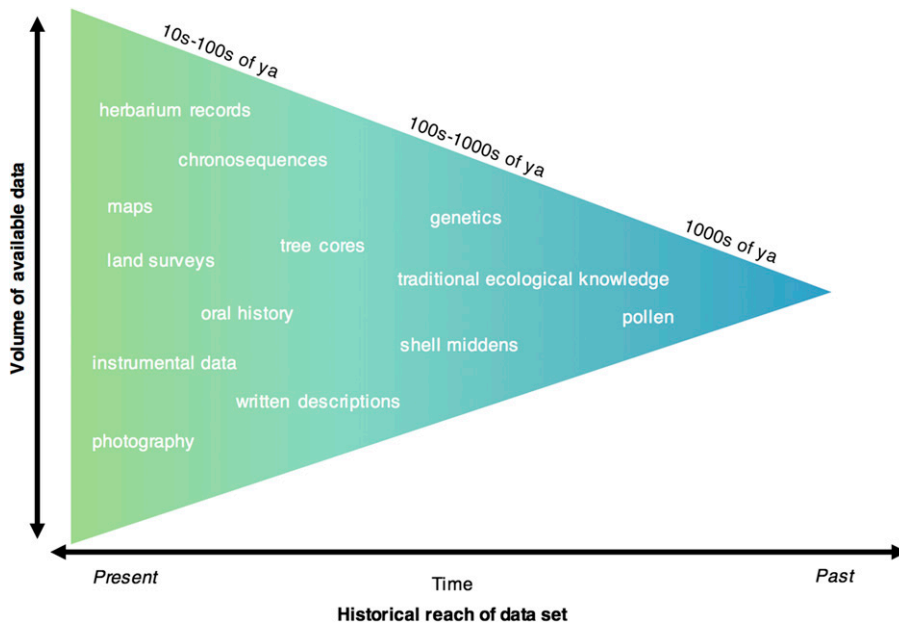 10s-100s of ya
herbarium records
100s-1000s of ya
chronosequences
maps
genetics
tree cores
1000s of ya
land surveys
traditional ecological knowledge
oral history
pollen
shell middens
instrumental data
written descriptions
photography
Volume of available data
Present
Time
Past
Historical reach of data set